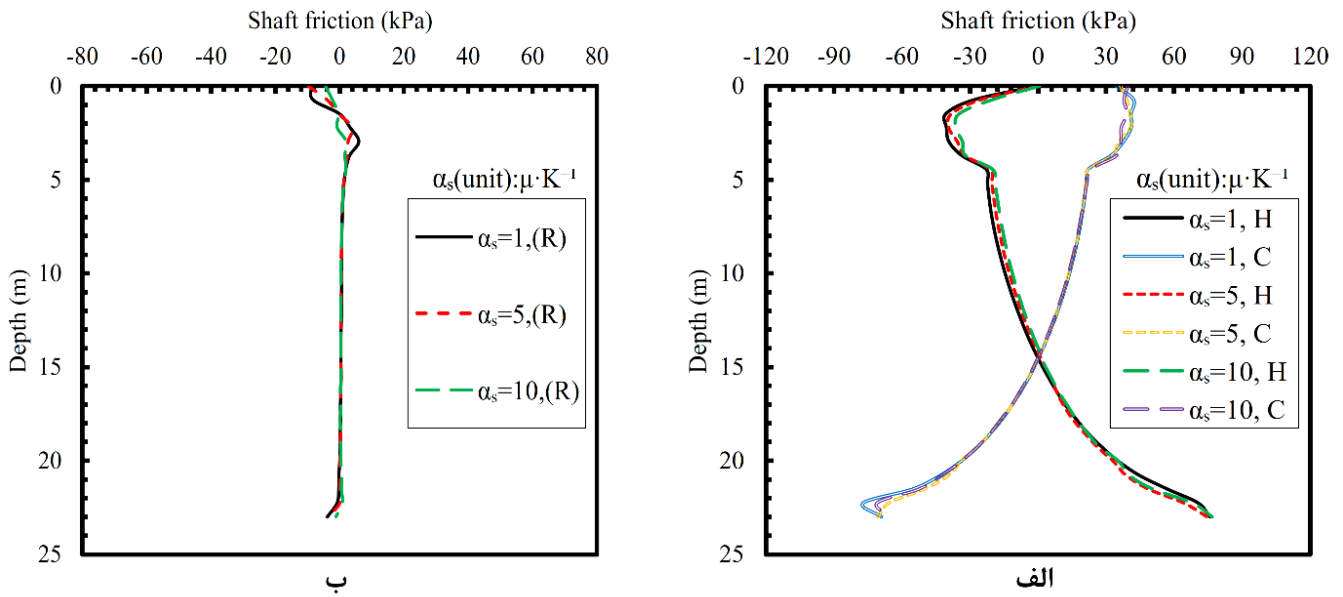 Shaft friction (kPa)
-80 -60 -40 -20 0 20 40 60 80
0
5
10
15
20
25
Depth (m)
αₛ(unit):μ·K⁻¹
αₛ=1,(R)
αₛ=5,(R)
αₛ=10,(R)
ب
Shaft friction (kPa)
-120 -90 -60 -30 0 30 60 90 120
0
5
10
15
20
25
Depth (m)
αₛ(unit):μ·K⁻¹
αₛ=1, H
αₛ=1, C
αₛ=5, H
αₛ=5, C
αₛ=10, H
αₛ=10, C
الف